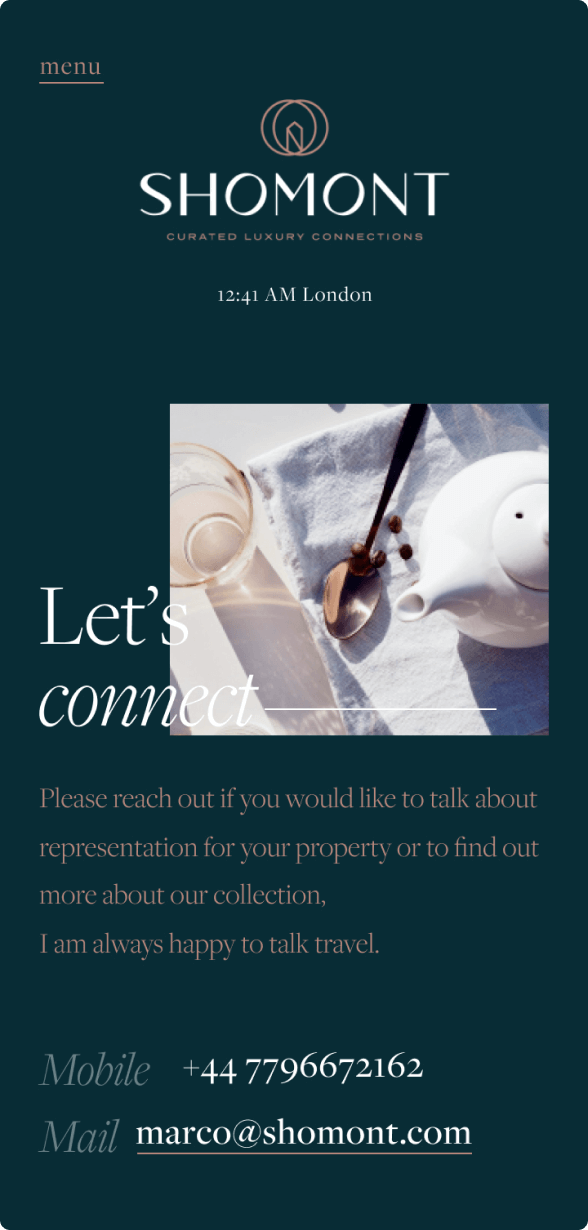 menu
SHOMONT
CURATED LUXURY CONNECTIONS
12:41 AM London
Let’s
connect
Please reach out if you would like to talk about
representation for your property or to find out
more about our collection,
I am always happy to talk travel.
Mobile +44 7796672162
Mail marco@shomont.com